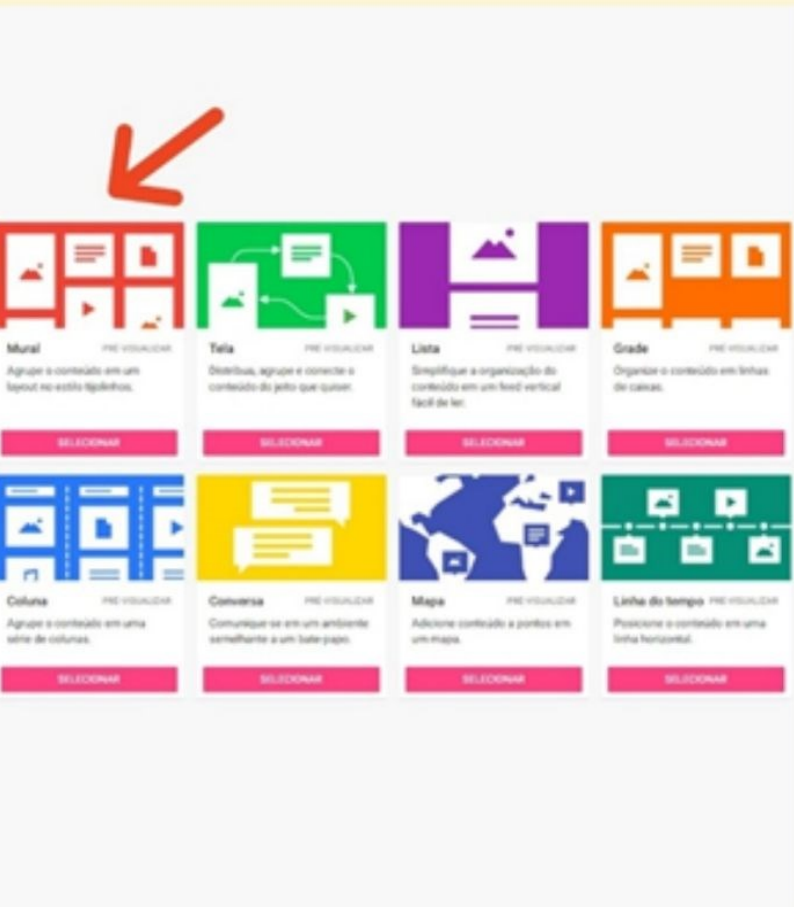 Mural PRÉ-VISUALIZAR
Agrupe o conteúdo em um
layout no estilo tijolinhos.
SELECIONAR
Tela PRÉ-VISUALIZAR
Distribua, agrupe e conecte o
conteúdo do jeito que quiser.
SELECIONAR
Lista PRÉ-VISUALIZAR
Simplifique a organização do
conteúdo em um feed vertical
fácil de ler.
SELECIONAR
Grade PRÉ-VISUALIZAR
Organize o conteúdo em linhas
de caixas.
SELECIONAR
Coluna PRÉ-VISUALIZAR
Agrupe o conteúdo em uma
série de colunas.
SELECIONAR
Conversa PRÉ-VISUALIZAR
Comunique-se em um ambiente
semelhante a um bate-papo.
SELECIONAR
Mapa PRÉ-VISUALIZAR
Adicione conteúdo a pontos em
um mapa.
SELECIONAR
Linha do tempo PRÉ-VISUALIZAR
Posicione o conteúdo em uma
linha horizontal.
SELECIONAR